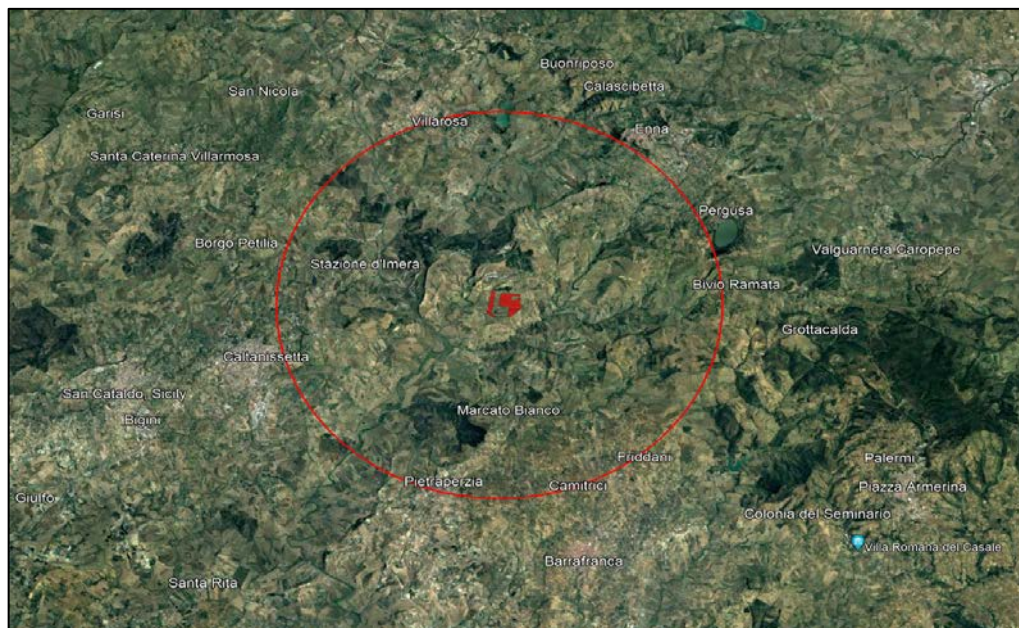 Buonriposo
Calascibetta
San Nicola
Garisi
Villarosa
Enna
Santa Caterina Villarmosa
Pergusa
Borgo Petilia
Valguarnera Caropepe
Stazione d'Imera
Bivio Ramata
Grottacalda
Caltanissetta
San Cataldo, Sicily
Marcato Bianco
Bigini
Friddani
Palermi
Pietraperzia
Camitrici
Piazza Armerina
Giulfo
Colonia del Seminario
Villa Romana del Casale
Barrafranca
Santa Rita